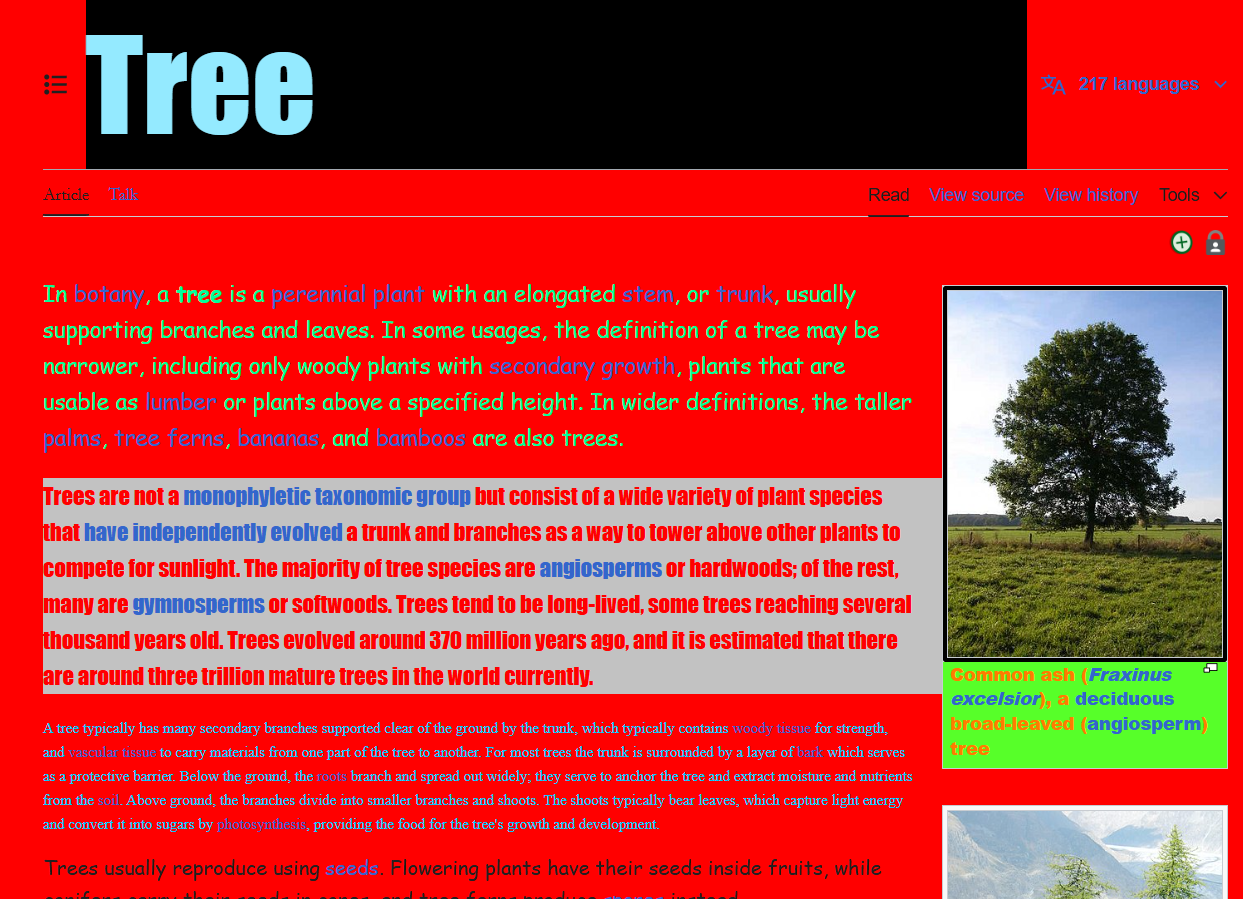 Tree
217 languages
Article Talk
Read View source View history Tools
In botany, a tree is a perennial plant with an elongated stem, or trunk, usually
supporting branches and leaves. In some usages, the definition of a tree may be
narrower, including only woody plants with secondary growth, plants that are
usable as lumber or plants above a specified height. In wider definitions, the taller
palms, tree ferns, bananas, and bamboos are also trees.
Trees are not a monophyletic taxonomic group but consist of a wide variety of plant species
that have independently evolved a trunk and branches as a way to tower above other plants to
compete for sunlight. The majority of tree species are angiosperms or hardwoods; of the rest,
many are gymnosperms or softwoods. Trees tend to be long-lived, some trees reaching several
thousand years old. Trees evolved around 370 million years ago, and it is estimated that there
are around three trillion mature trees in the world currently.
A tree typically has many secondary branches supported clear of the ground by the trunk, which typically contains woody tissue for strength,
and vascular tissue to carry materials from one part of the tree to another. For most trees the trunk is surrounded by a layer of bark which serves
as a protective barrier. Below the ground, the roots branch and spread out widely; they serve to anchor the tree and extract moisture and nutrients
from the soil. Above ground, the branches divide into smaller branches and shoots. The shoots typically bear leaves, which capture light energy
and convert it into sugars by photosynthesis, providing the food for the tree's growth and development.
Trees usually reproduce using seeds. Flowering plants have their seeds inside fruits, while
Common ash (Fraxinus
excelsior), a deciduous
broad-leaved (angiosperm)
tree